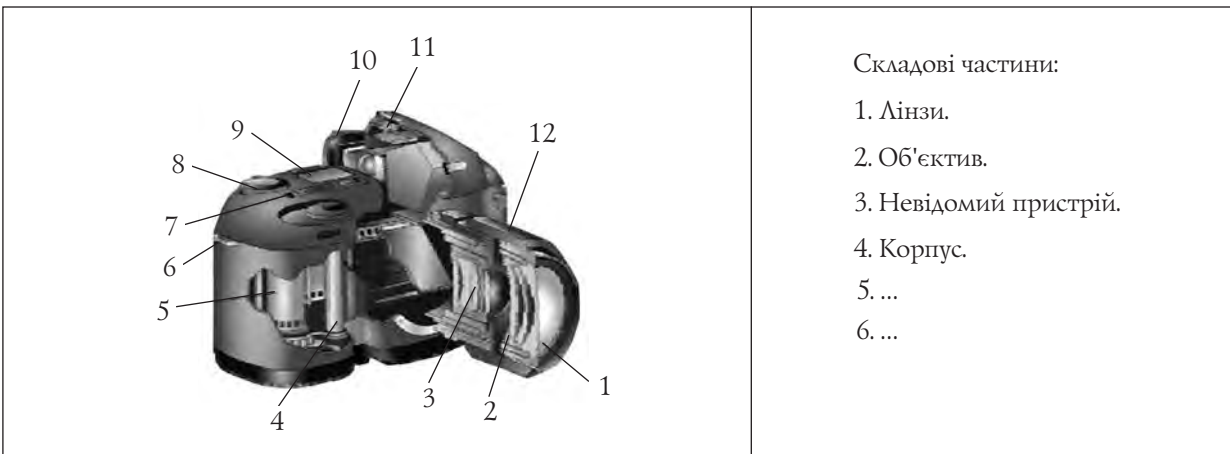 11
10
12
9
8
7
6
5
4
3
2
1
Складові частини:
1. Лінзи.
2. Об'єктив.
3. Невідомий пристрій.
4. Корпус.
5. ...
6. ...